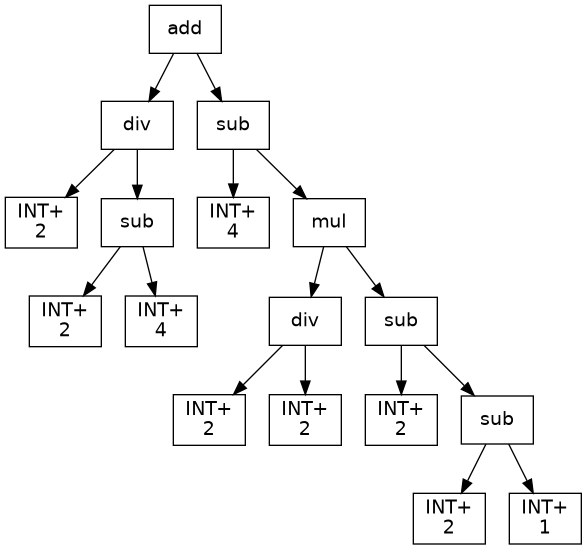 add
div
sub
INT+
2
sub
INT+
4
mul
INT+
2
INT+
4
div
sub
INT+
2
INT+
2
INT+
2
sub
INT+
2
INT+
1